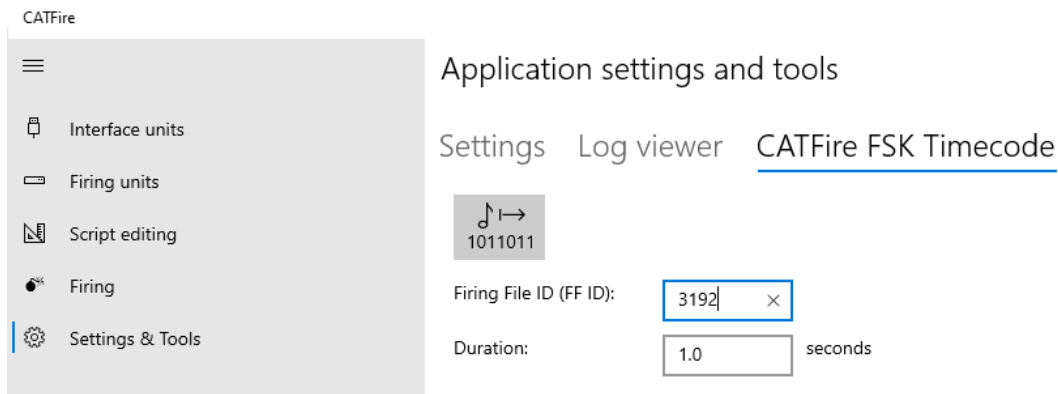 CATFire
Application settings and tools
Interface units
Settings Log viewer CATFire FSK Timecode
Firing units
Script editing
1011011
Firing
Firing File ID (FF ID): 3192
Settings & Tools
Duration: 1.0 seconds